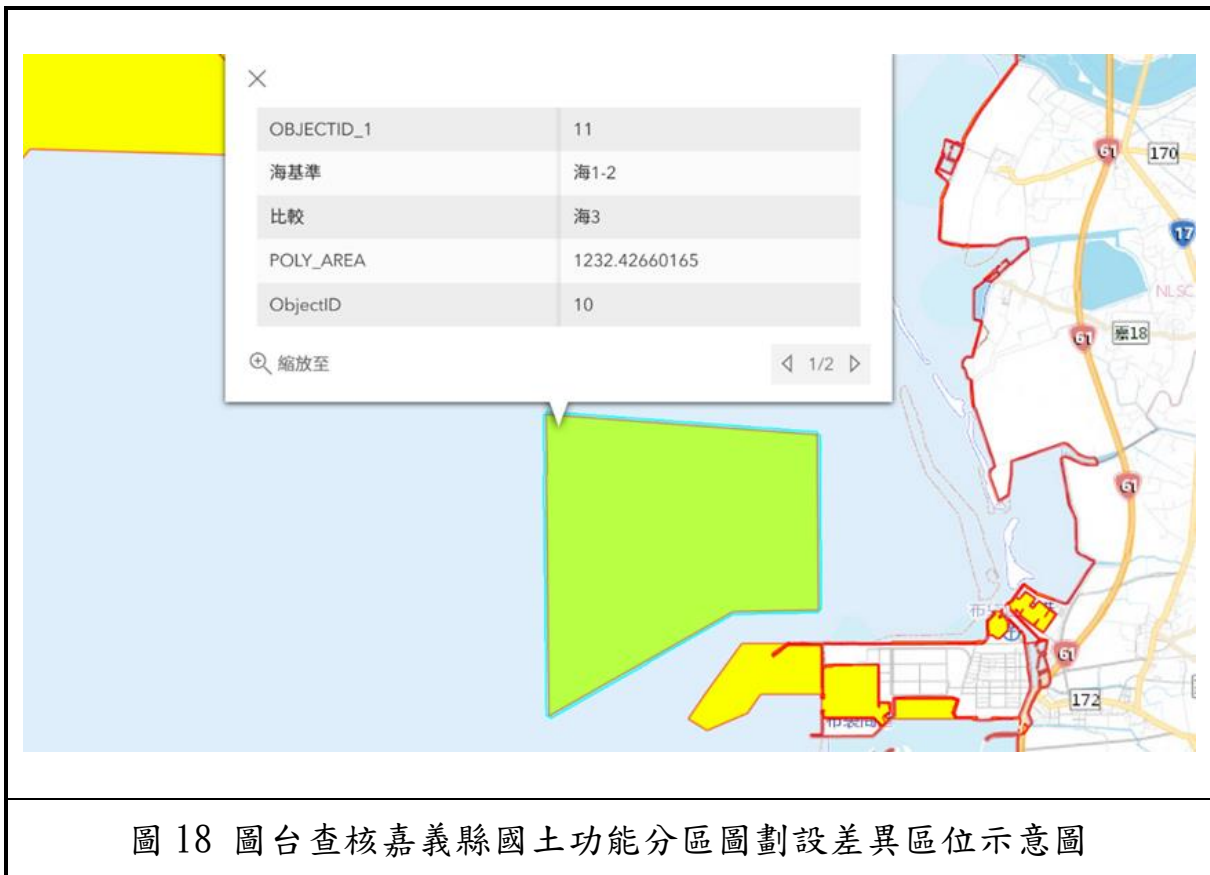 OBJECTID_1 11
海基準 海1-2
比較 海3
POLY_AREA 1232.42660165
ObjectID 10
縮放至
1/2
61
170
17
NLSC
61
嘉18
61
61
172
圖 18 圖台查核嘉義縣國土功能分區圖劃設差異區位示意圖